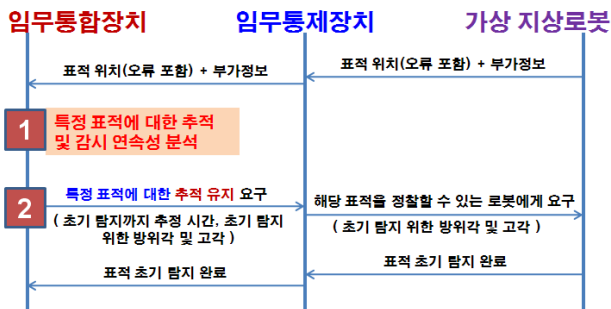 임무통합장치 임무통제장치 가상 지상로봇
표적 위치(오류 포함) + 부가정보
표적 위치(오류 포함) + 부가정보
1
특정 표적에 대한 추적
및 감시 연속성 분석
2
특정 표적에 대한 추적 유지 요구
( 초기 탐지까지 추정 시간, 초기 탐지
위한 방위각 및 고각 )
해당 표적을 정찰할 수 있는 로봇에게 요구
( 초기 탐지 위한 방위각 및 고각 )
표적 초기 탐지 완료
표적 초기 탐지 완료